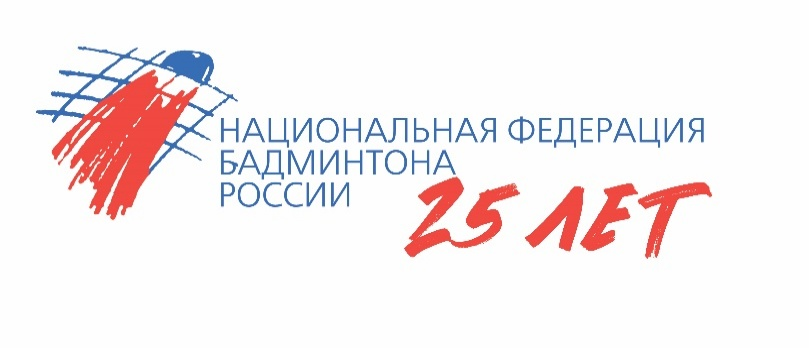 НАЦИОНАЛЬНАЯ ФЕДЕРАЦИЯ
БАДМИНТОНА
РОССИИ
25 ЛЕТ